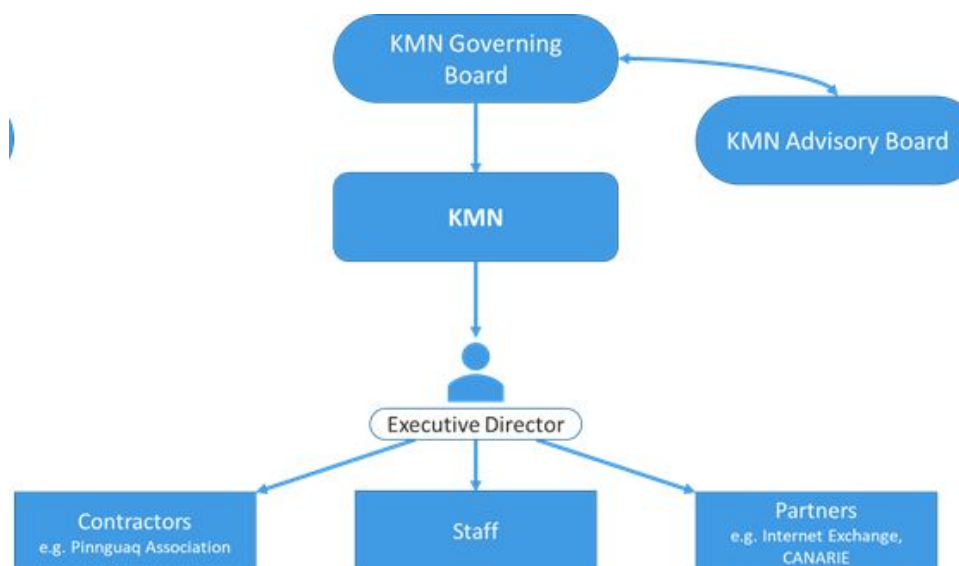 KMN Governing
Board
KMN Advisory Board
KMN
Executive Director
Contractors
e.g. Pinnguaq Association
Staff
Partners
e.g. Internet Exchange,
CANARIE